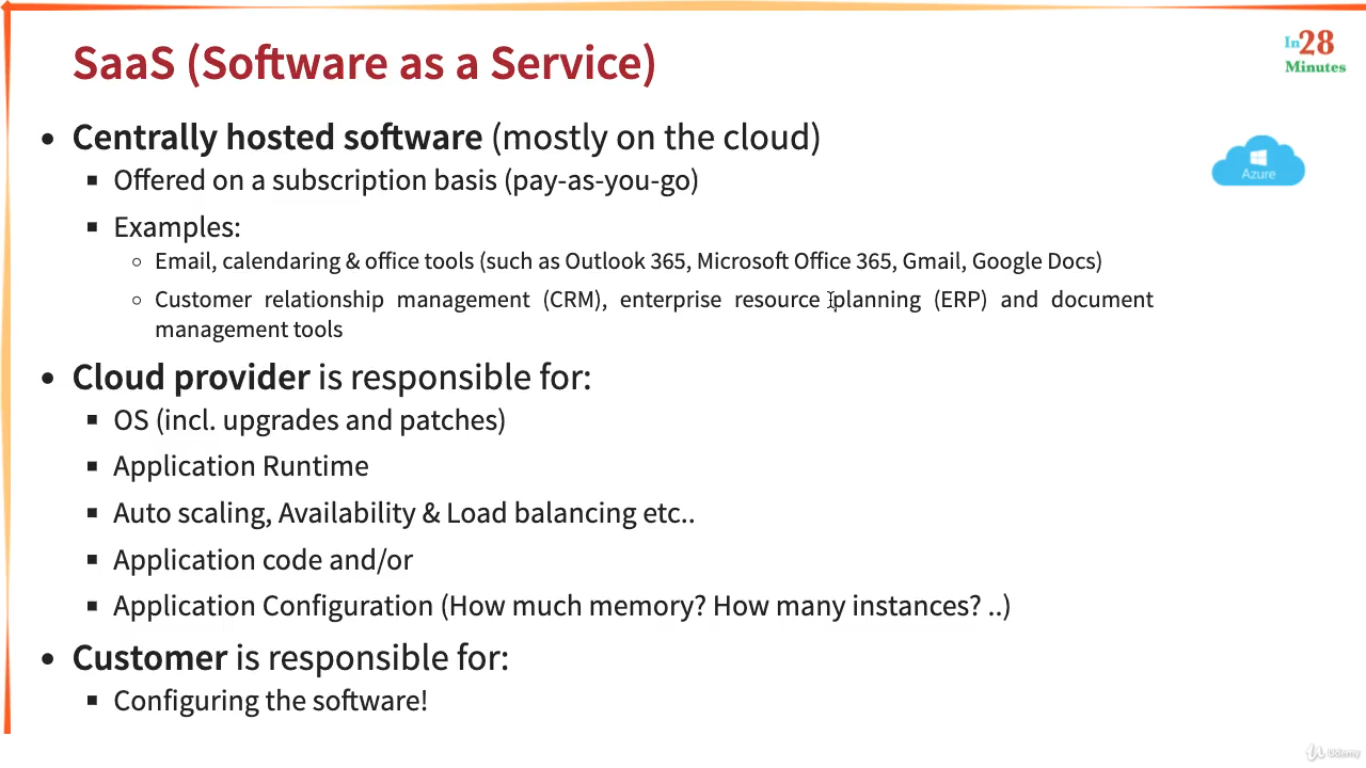 SaaS (Software as a Service)
In28
Minutes
• Centrally hosted software (mostly on the cloud)
Azure
▪ Offered on a subscription basis (pay-as-you-go)
▪ Examples:
◦ Email, calendaring & office tools (such as Outlook 365, Microsoft Office 365, Gmail, Google Docs)
◦ Customer relationship management (CRM), enterprise resource planning (ERP) and document
management tools
• Cloud provider is responsible for:
▪ OS (incl. upgrades and patches)
▪ Application Runtime
▪ Auto scaling, Availability & Load balancing etc..
▪ Application code and/or
▪ Application Configuration (How much memory? How many instances? ..)
• Customer is responsible for:
▪ Configuring the software!
Udemy